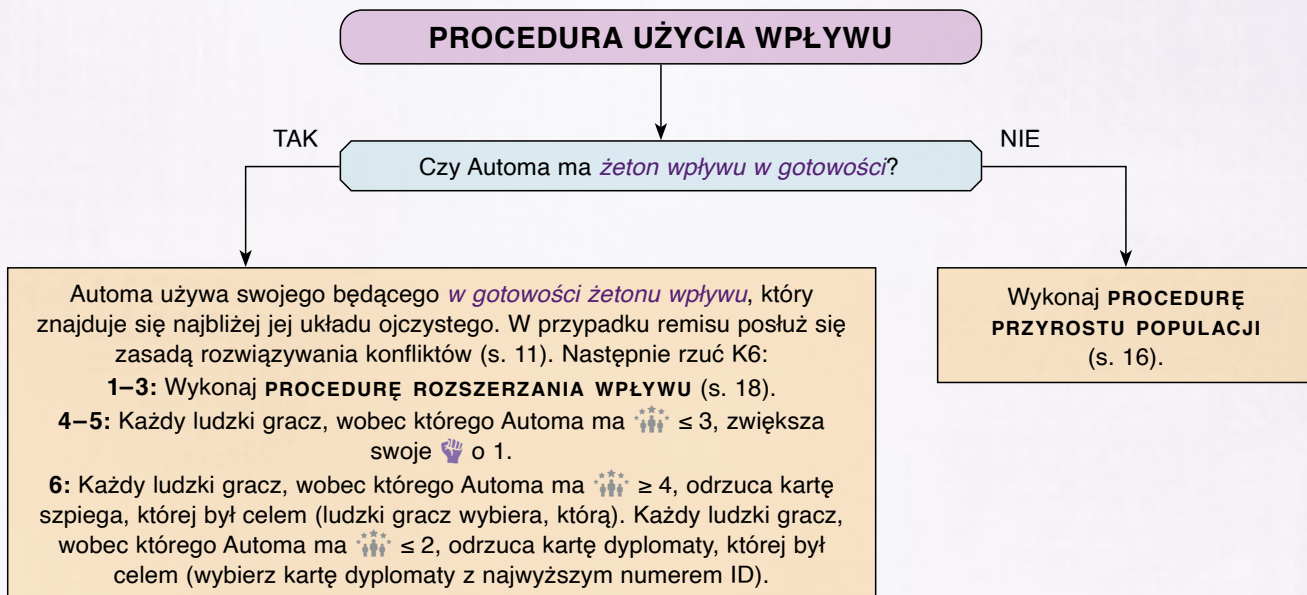 PROCEDURA UŻYCIA WPŁYWU
TAK
NIE
Czy Automa ma żeton wpływu w gotowości?
Automa używa swojego będącego w gotowości żetonu wpływu, który
znajduje się najbliżej jej układu ojczystego. W przypadku remisu posłuż się
zasadą rozwiązywania konfliktów (s. 11). Następnie rzuć K6:
1–3: Wykonaj PROCEDURĘ ROZSZERZANIA WPŁYWU (s. 18).
4–5: Każdy ludzki gracz, wobec którego Automa ma ≤ 3, zwiększa
swoje o 1.
6: Każdy ludzki gracz, wobec którego Automa ma ≥ 4, odrzuca kartę
szpiega, której był celem (ludzki gracz wybiera, którą). Każdy ludzki gracz,
wobec którego Automa ma ≤ 2, odrzuca kartę dyplomaty, której był
celem (wybierz kartę dyplomaty z najwyższym numerem ID).
Wykonaj PROCEDURĘ
PRZYROSTU POPULACJI
(s. 16).